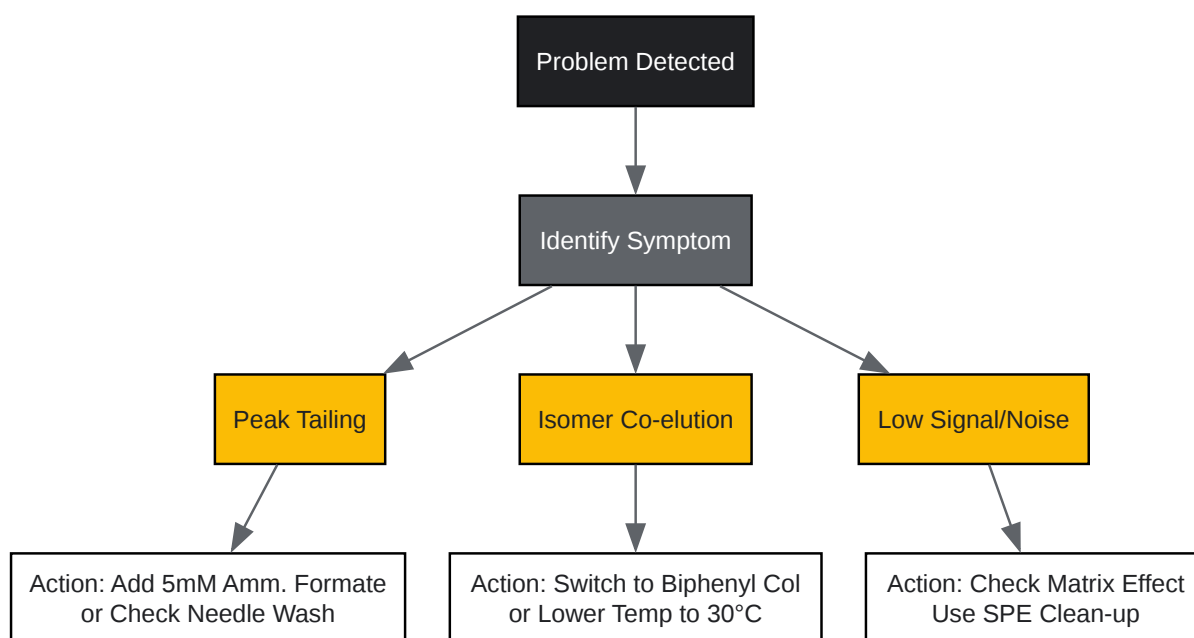 Problem Detected
Identify Symptom
Peak Tailing
Isomer Co-elution
Low Signal/Noise
Action: Add 5mM Amm. Formate
or Check Needle Wash
Action: Switch to Biphenyl Col
or Lower Temp to 30°C
Action: Check Matrix Effect
Use SPE Clean-up